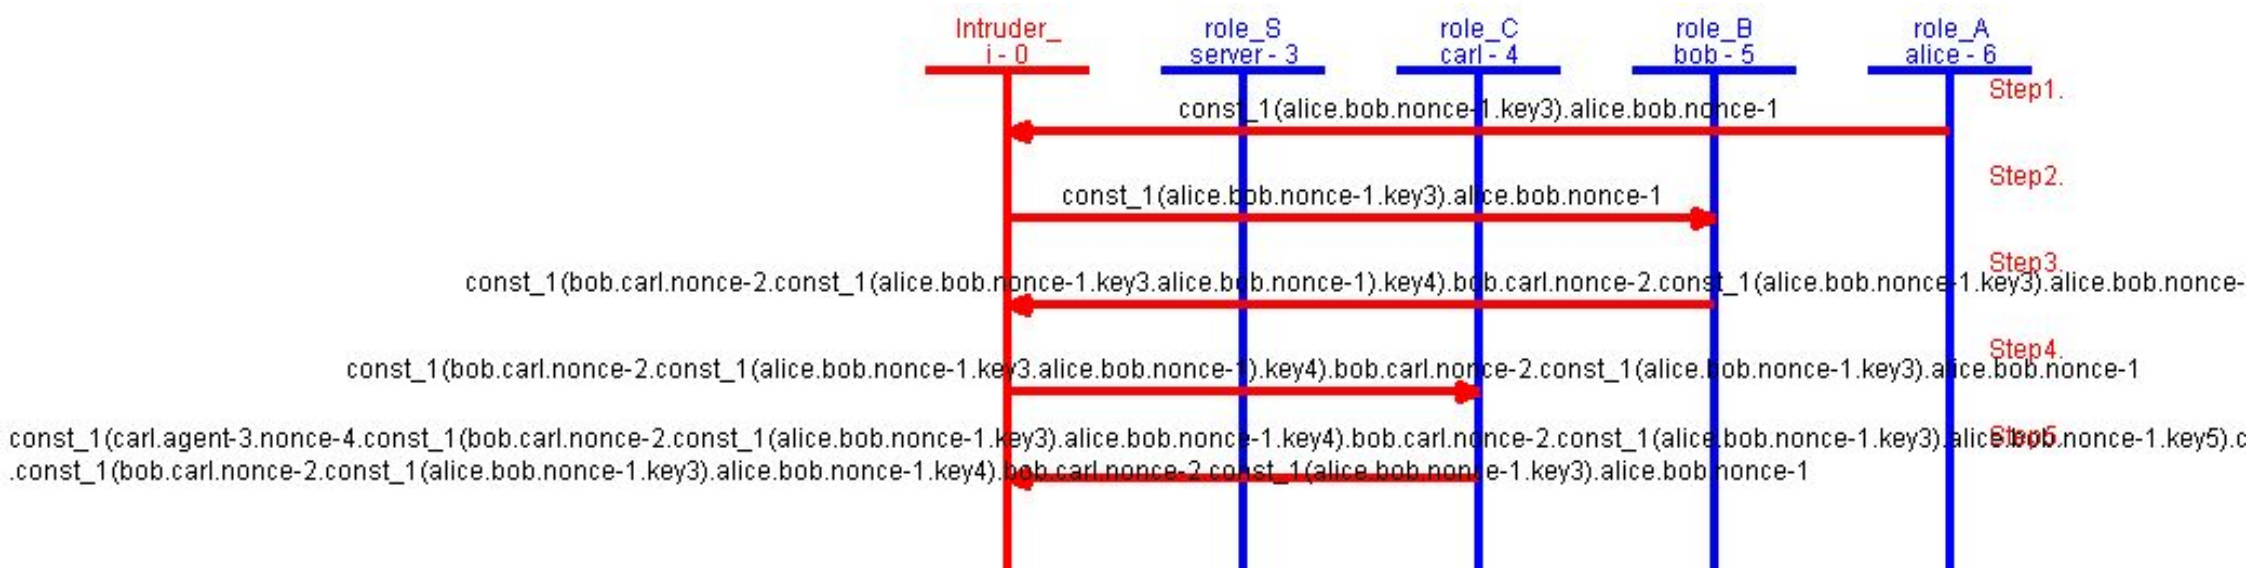 Intruder_
i - 0
role_S
server - 3
role_C
carl - 4
role_B
bob - 5
role_A
alice - 6
Step1.
const_1(alice.bob.nonce-1.key3).alice.bob.nonce-1
Step2.
const_1(alice.bob.nonce-1.key3).alice.bob.nonce-1
Step3.
const_1(bob.carl.nonce-2.const_1(alice.bob.nonce-1.key3.alice.bob.nonce-1).key4).bob.carl.nonce-2.const_1(alice.bob.nonce-1.key3).alice.bob.nonce-
Step4.
const_1(bob.carl.nonce-2.const_1(alice.bob.nonce-1.key3.alice.bob.nonce-1).key4).bob.carl.nonce-2.const_1(alice.bob.nonce-1.key3).alice.bob.nonce-1
Step5.
const_1(carl.agent-3.nonce-4.const_1(bob.carl.nonce-2.const_1(alice.bob.nonce-1.key3).alice.bob.nonce-1.key4).bob.carl.nonce-2.const_1(alice.bob.nonce-1.key3).alice.bob.nonce-1.key5).c
.const_1(bob.carl.nonce-2.const_1(alice.bob.nonce-1.key3).alice.bob.nonce-1.key4).bob.carl.nonce-2.const_1(alice.bob.nonce-1.key3).alice.bob.nonce-1